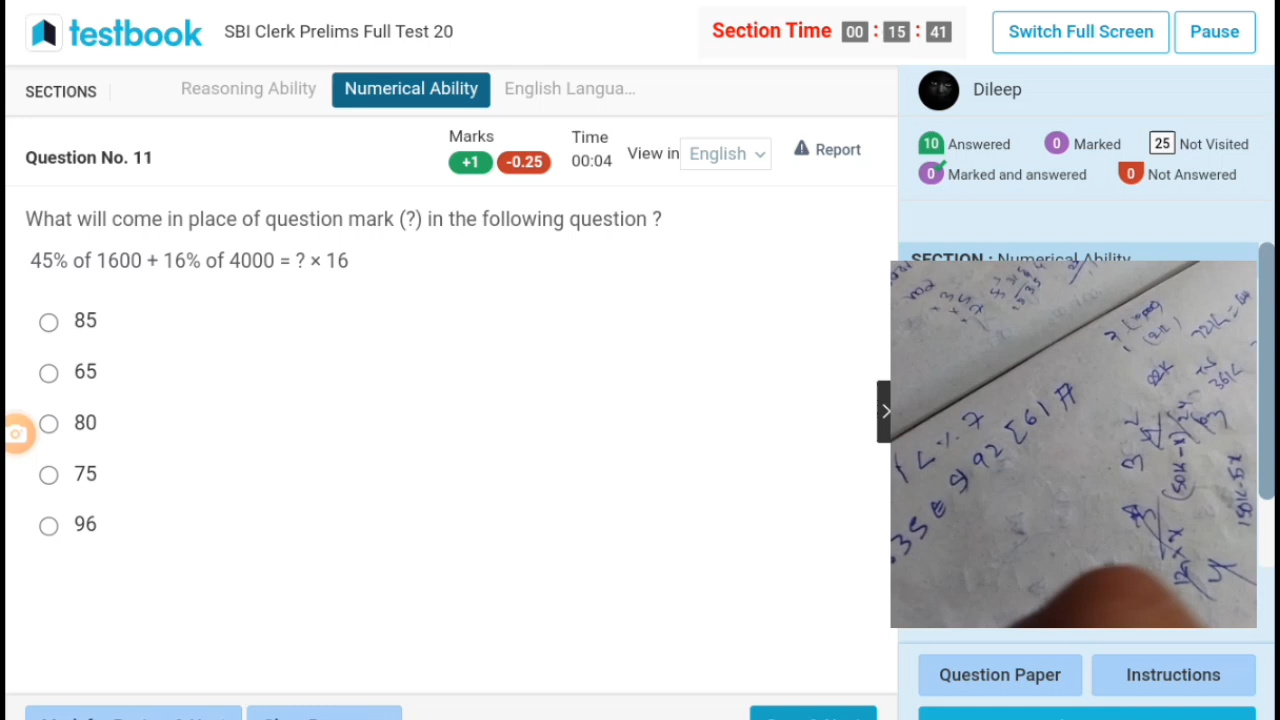 testbook
SBI Clerk Prelims Full Test 20
Section Time 00 : 15 : 41
Switch Full Screen
Pause
SECTIONS
Reasoning Ability
Numerical Ability
English Langua...
Dileep
Question No. 11
Marks
+1 -0.25
Time
00:04
View in English
Report
10 Answered
0 Marked
25 Not Visited
0 Marked and answered
0 Not Answered
What will come in place of question mark (?) in the following question ?
45% of 1600 + 16% of 4000 = ? × 16
85
65
80
75
96
SECTION : Numerical Ability
Question Paper
Instructions